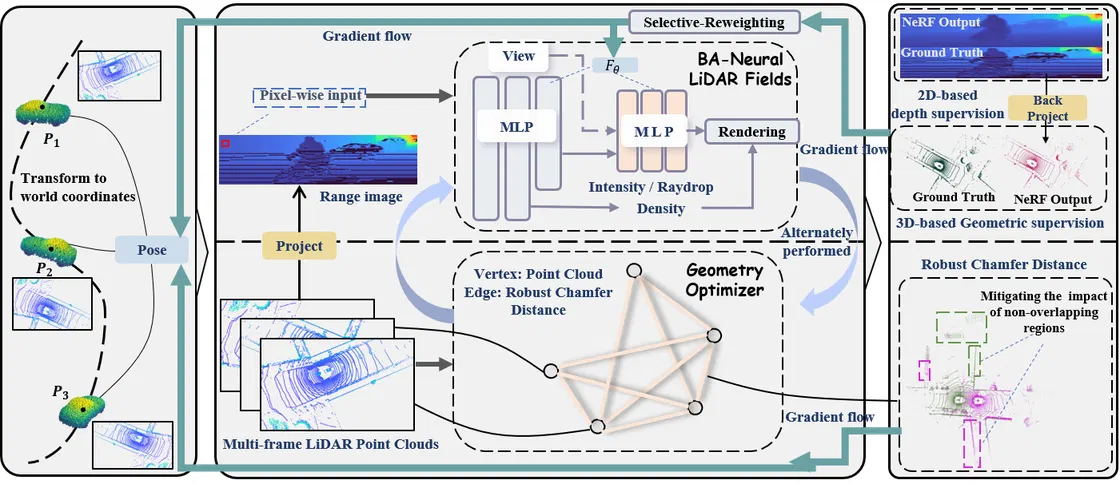 P1
Transform to
world coordinates
P2
P3
Pose
Gradient flow
Selective-Reweighting
Pixel-wise input
Range image
Project
Multi-frame LiDAR Point Clouds
View
Fθ
BA-Neural
LiDAR Fields
MLP
MLP
Rendering
Intensity / Raydrop
Density
Gradient flow
Alternately
performed
Vertex: Point Cloud
Edge: Robust Chamfer
Distance
Geometry
Optimizer
Gradient flow
NeRF Output
Ground Truth
2D-based
depth supervision
Back
Project
Ground Truth
NeRF Output
3D-based Geometric supervision
Robust Chamfer Distance
Mitigating the impact
of non-overlapping
regions